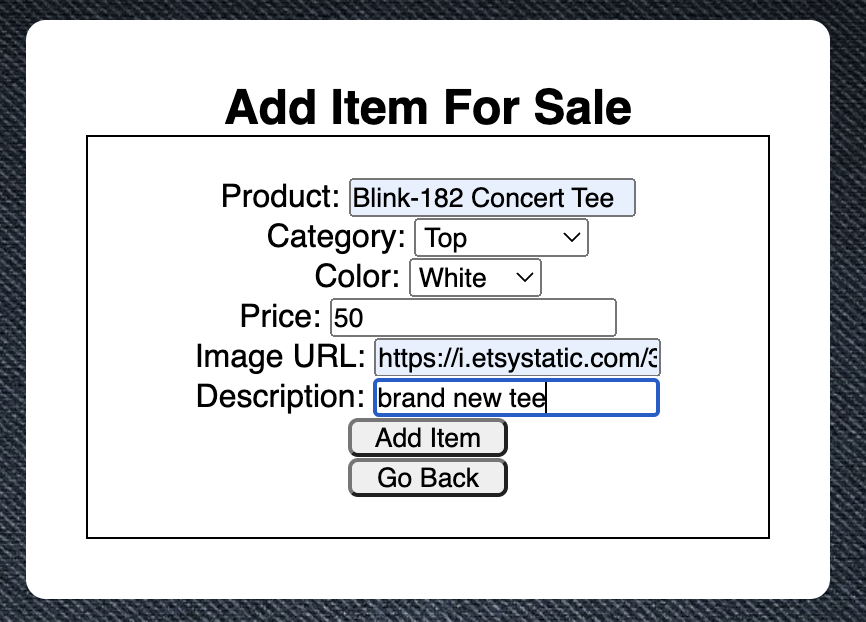 Add Item For Sale
Product: Blink-182 Concert Tee
Category: Top
Color: White
Price: 50
Image URL: https://i.etsystatic.com/3
Description: brand new tee
Add Item
Go Back